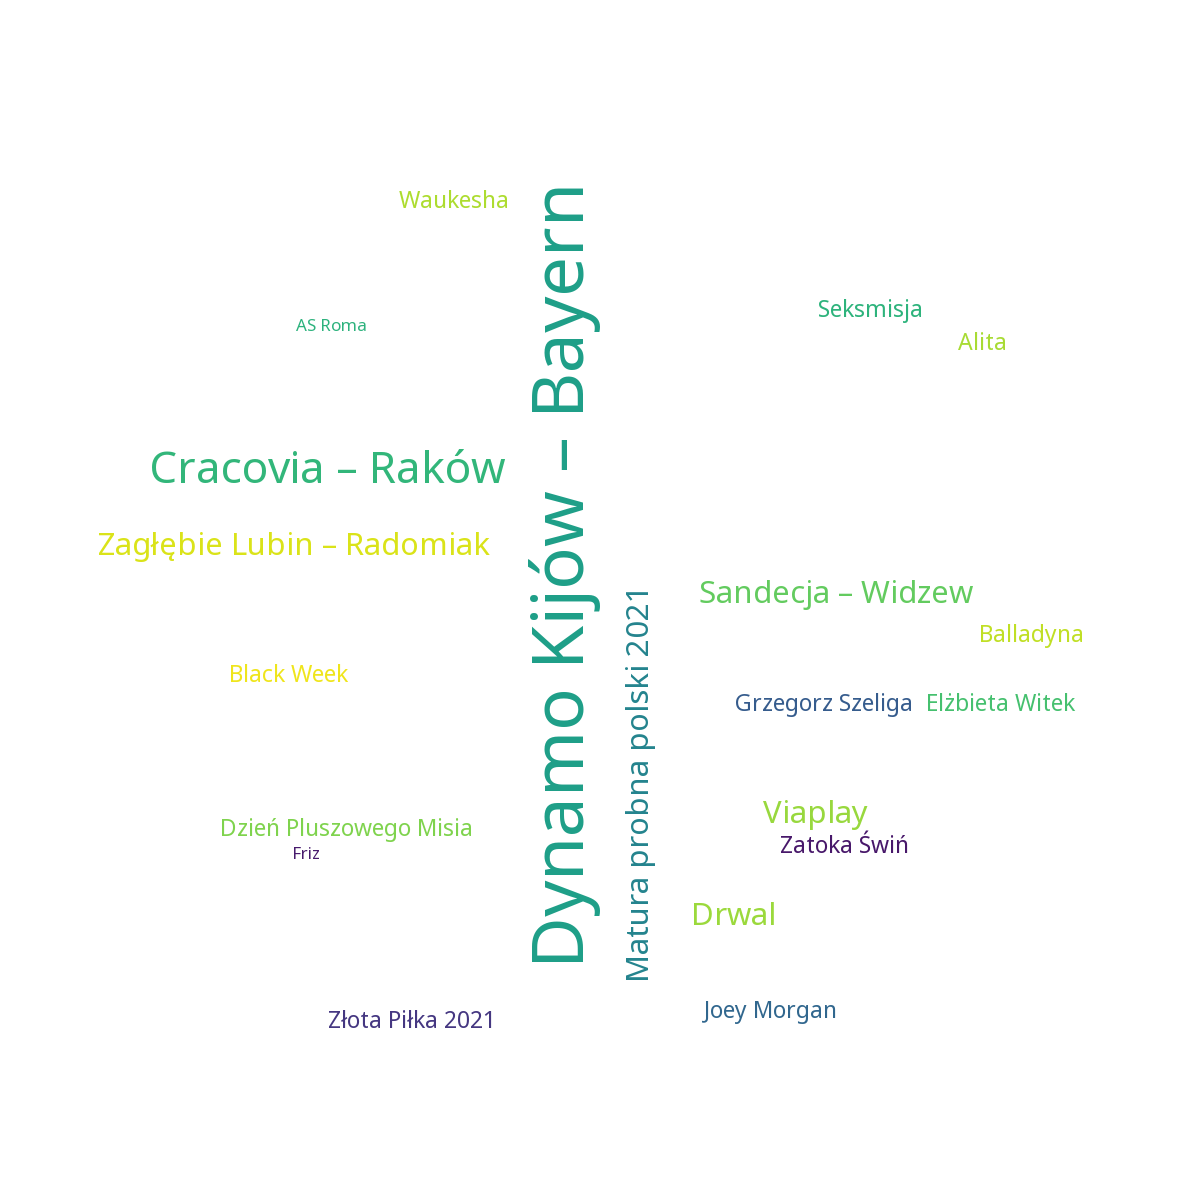 Waukesha
Dynamo Kijów – Bayern
Seksmisja
AS Roma
Alita
Cracovia – Raków
Zagłębie Lubin – Radomiak
Sandecja – Widzew
Matura probna polski 2021
Balladyna
Black Week
Grzegorz Szeliga
Elżbieta Witek
Viaplay
Dzień Pluszowego Misia
Zatoka Świń
Friz
Drwal
Złota Piłka 2021
Joey Morgan